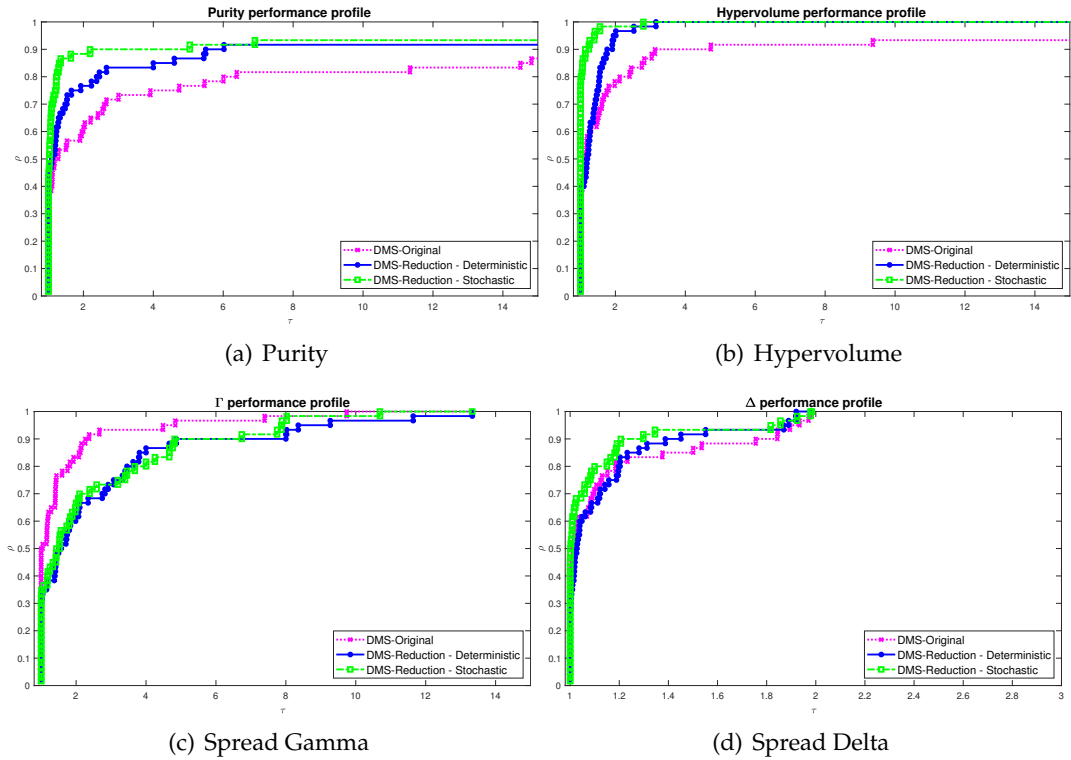 Purity performance profile
1
0.9
0.8
0.7
0.6
0.5
0.4
0.3
0.2
0.1
0
ρ
DMS-Original
DMS-Reduction - Deterministic
DMS-Reduction - Stochastic
2 4 6 8 10 12 14
τ
(a) Purity
Hypervolume performance profile
1
0.9
0.8
0.7
0.6
0.5
0.4
0.3
0.2
0.1
0
ρ
DMS-Original
DMS-Reduction - Deterministic
DMS-Reduction - Stochastic
2 4 6 8 10 12 14
τ
(b) Hypervolume
Γ performance profile
1
0.9
0.8
0.7
0.6
0.5
0.4
0.3
0.2
0.1
0
ρ
DMS-Original
DMS-Reduction - Deterministic
DMS-Reduction - Stochastic
2 4 6 8 10 12 14
τ
(c) Spread Gamma
Δ performance profile
1
0.9
0.8
0.7
0.6
0.5
0.4
0.3
0.2
0.1
0
ρ
DMS-Original
DMS-Reduction - Deterministic
DMS-Reduction - Stochastic
1 1.2 1.4 1.6 1.8 2 2.2 2.4 2.6 2.8 3
τ
(d) Spread Delta